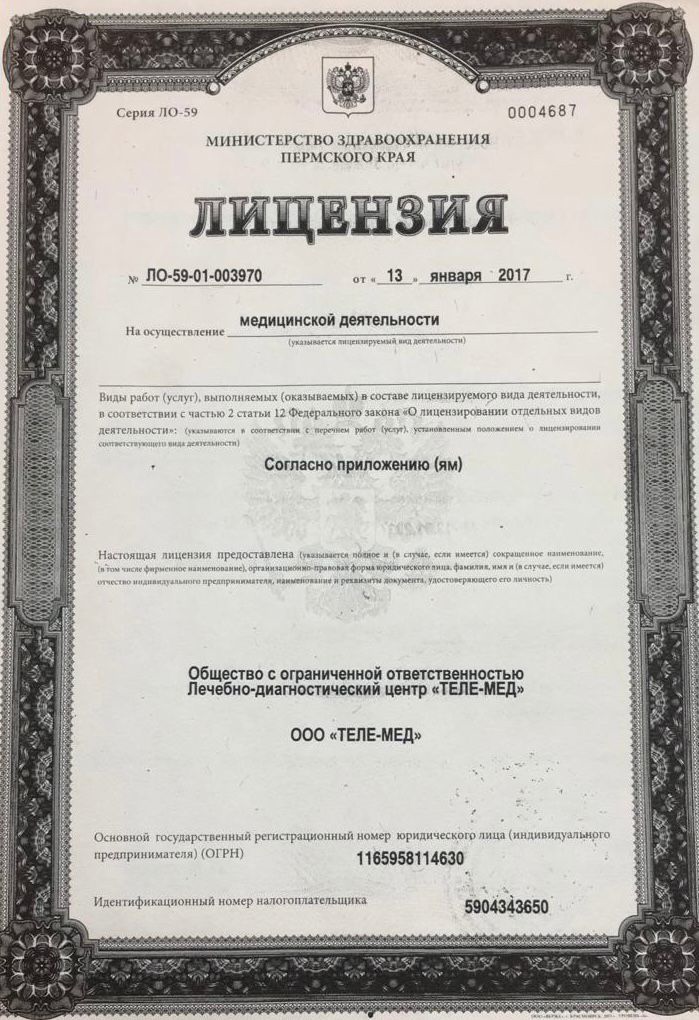 Серия ЛО-59
0004687
МИНИСТЕРСТВО ЗДРАВООХРАНЕНИЯ
ПЕРМСКОГО КРАЯ
ЛИЦЕНЗИЯ
№ ЛО-59-01-003970 от « 13 » января 2017 г.
На осуществление медицинской деятельности
(указывается лицензируемый вид деятельности)
Виды работ (услуг), выполняемых (оказываемых) в составе лицензируемого вида деятельности,
в соответствии с частью 2 статьи 12 Федерального закона «О лицензировании отдельных видов
деятельности»: (указываются в соответствии с перечнем работ (услуг), установленным положением о лицензировании
соответствующего вида деятельности)
Согласно приложению (ям)
Настоящая лицензия предоставлена (указывается полное и (в случае, если имеется) сокращенное наименование,
(в том числе фирменное наименование), организационно-правовая форма юридического лица, фамилия, имя и (в случае, если имеется)
отчество индивидуального предпринимателя, наименование и реквизиты документа, удостоверяющего его личность)
Общество с ограниченной ответственностью
Лечебно-диагностический центр «ТЕЛЕ-МЕД»
ООО «ТЕЛЕ-МЕД»
Основной государственный регистрационный номер юридического лица (индивидуального
предпринимателя) (ОГРН) 1165958114630
Идентификационный номер налогоплательщика 5904343650